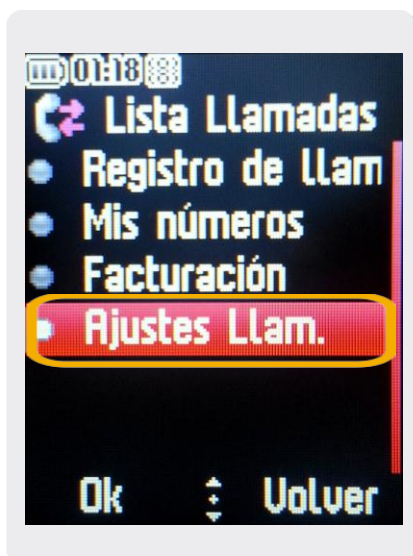 01:18
Lista Llamadas
Registro de llam
Mis números
Facturación
Ajustes Llam.
Ok Volver